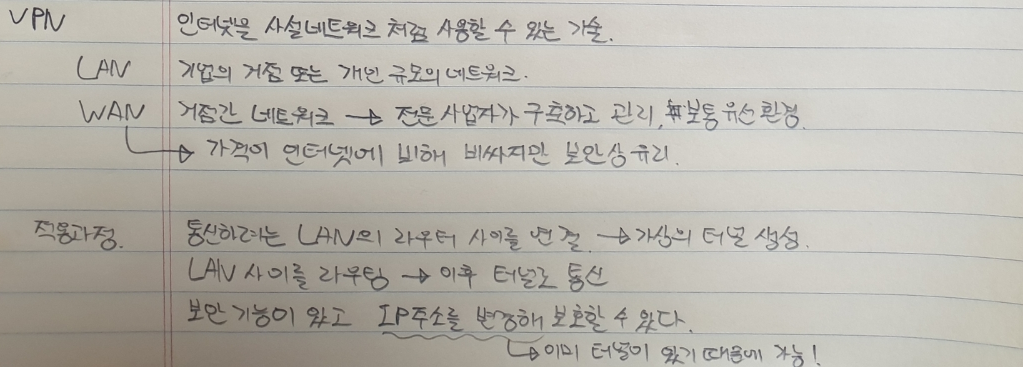 VPN 인터넷을 사설네트워크 처럼 사용할 수 있는 기술.
LAN 기업의 거점 또는 개인 규모의 네트워크.
WAN 거점간 네트워크 → 전문 사업자가 구축하고 관리, 보통 유선 환경.
→ 가격이 인터넷에 비해 비싸지만 보안상 유리.
적용과정. 통신하려는 LAN의 라우터 사이를 연결 → 가상의 터널 생성.
LAN 사이를 라우팅 → 이후 터널로 통신
보안 기능이 있고 IP주소를 변경해 보호할 수 있다.
→ 이미 터널이 있기 때문에 가능!